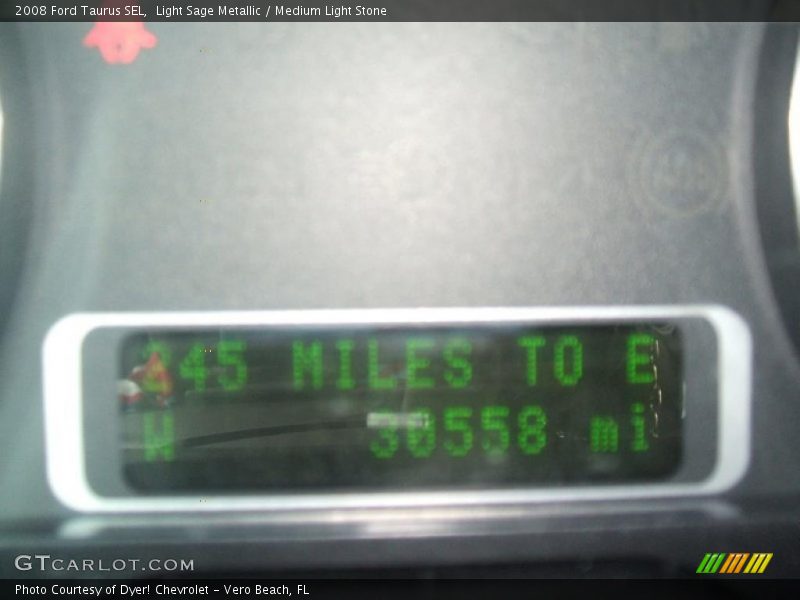 2008 Ford Taurus SEL,  Light Sage Metallic / Medium Light Stone
245 MILES TO E
W 30558 mi
GTCARLOT.COM
Photo Courtesy of Dyer! Chevrolet - Vero Beach, FL